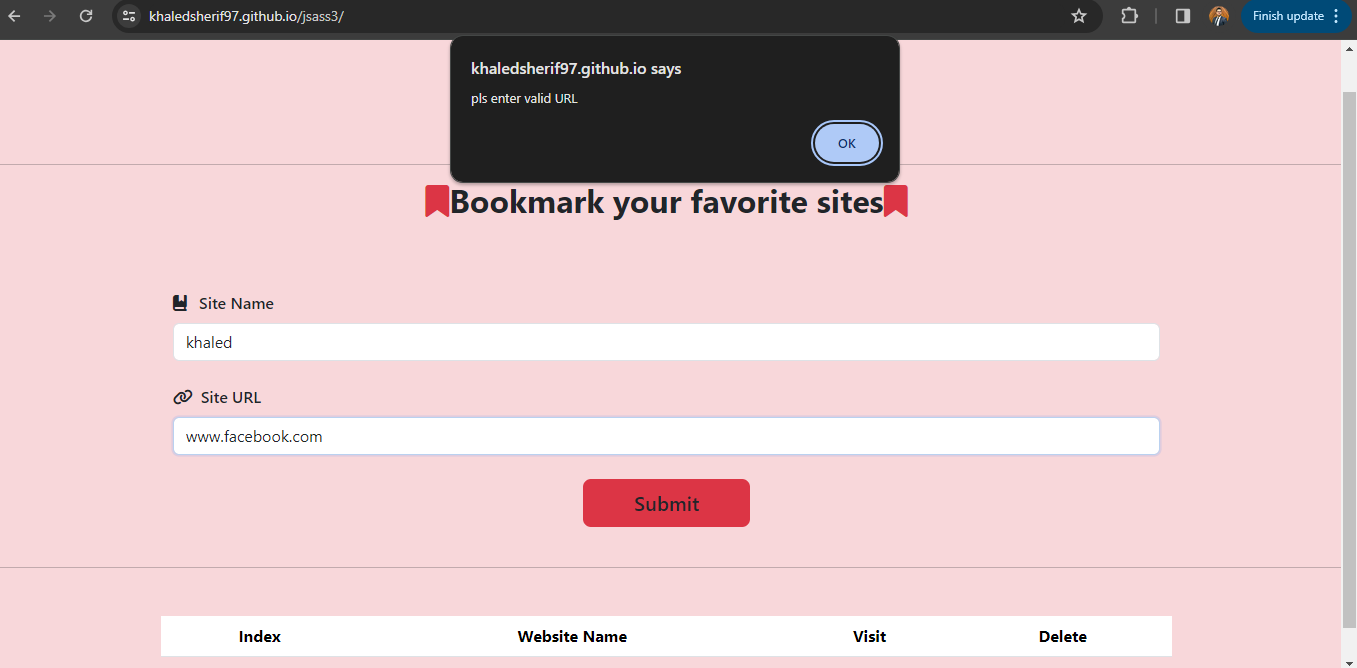 khaledsherif97.github.io/jsass3/
Finish update
khaledsherif97.github.io says
pls enter valid URL
OK
Bookmark your favorite sites
Site Name
khaled
Site URL
www.facebook.com
Submit
Index Website Name Visit Delete